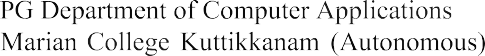 PG Department of Computer Applications
Marian College Kuttikkanam (Autonomous)